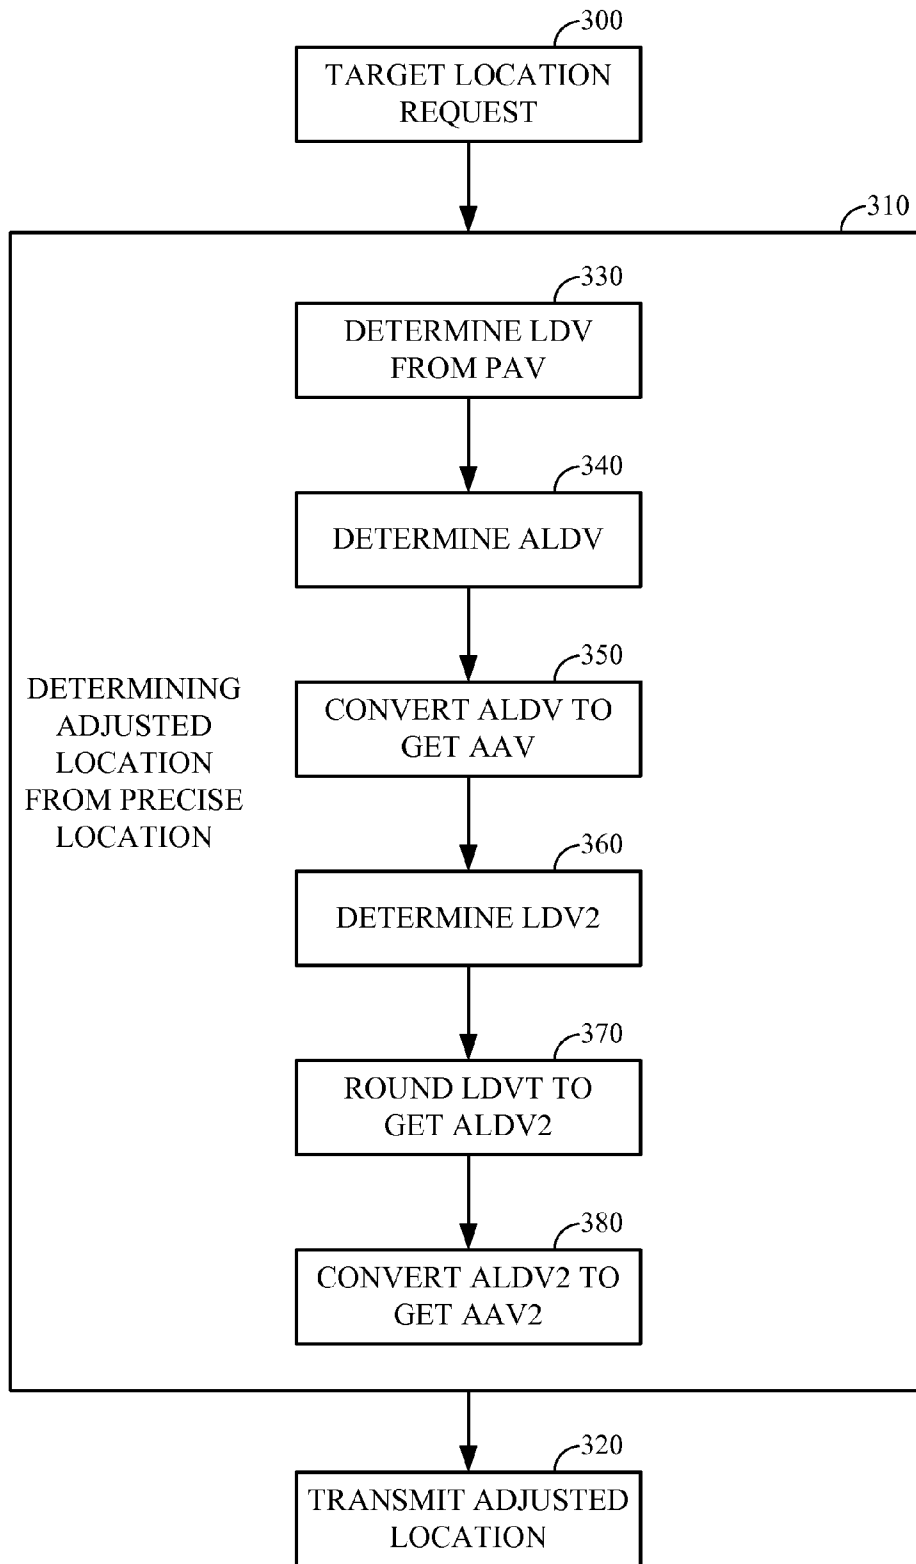 300
TARGET LOCATION
REQUEST
310
330
DETERMINE LDV
FROM PAV
340
DETERMINE ALDV
350
CONVERT ALDV TO
GET AAV
DETERMINING
ADJUSTED
LOCATION
FROM PRECISE
LOCATION
360
DETERMINE LDV2
370
ROUND LDVT TO
GET ALDV2
380
CONVERT ALDV2 TO
GET AAV2
320
TRANSMIT ADJUSTED
LOCATION